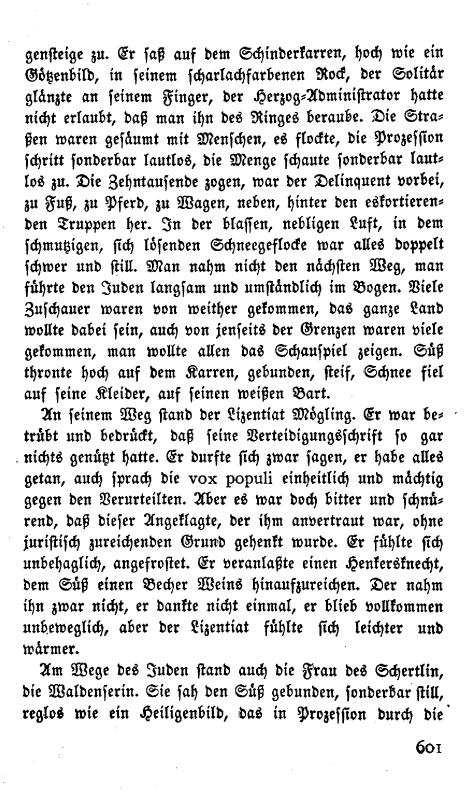 gensteige zu. Er saß auf dem Schinderkarren, hoch wie ein
Götzenbild, in seinem scharlachfarbenen Rock, der Solitär
glänzte an seinem Finger, der Herzog-Administrator hatte
nicht erlaubt, daß man ihn des Ringes beraube. Die Stra-
ßen waren gesäumt mit Menschen, es flockte, die Prozession
schritt sonderbar lautlos, die Menge schaute sonderbar laut-
los zu. Die Zehntausende zogen, war der Delinquent vorbei,
zu Fuß, zu Pferd, zu Wagen, neben, hinter den eskortieren-
den Truppen her. In der blassen, nebligen Luft, in dem
schmutzigen, sich lösenden Schneegeflocke war alles doppelt
schwer und still. Man nahm nicht den nächsten Weg, man
führte den Juden langsam und umständlich im Bogen. Viele
Zuschauer waren von weither gekommen, das ganze Land
wollte dabei sein, auch von jenseits der Grenzen waren viele
gekommen, man wollte allen das Schauspiel zeigen. Süß
thronte hoch auf dem Karren, gebunden, steif, Schnee fiel
auf seine Kleider, auf seinen weißen Bart.
An seinem Weg stand der Lizentiat Mögling. Er war be-
trübt und bedrückt, daß seine Verteidigungsschrift so gar
nichts genützt hatte. Er durfte sich zwar sagen, er habe alles
getan, auch sprach die vox populi einheitlich und mächtig
gegen den Verurteilten. Aber es war doch bitter und schnü-
rend, daß dieser Angeklagte, der ihm anvertraut war, ohne
juristisch zureichenden Grund gehenkt wurde. Er fühlte sich
unbehaglich, angefrostet. Er veranlaßte einen Henkersknecht,
dem Süß einen Becher Weins hinaufzureichen. Der nahm
ihn zwar nicht, er dankte nicht einmal, er blieb vollkommen
unbeweglich, aber der Lizentiat fühlte sich leichter und
wärmer.
Am Wege des Juden stand auch die Frau des Schertlin,
die Waldenserin. Sie sah den Süß gebunden, sonderbar still,
reglos wie ein Heiligenbild, das in Prozession durch die
601